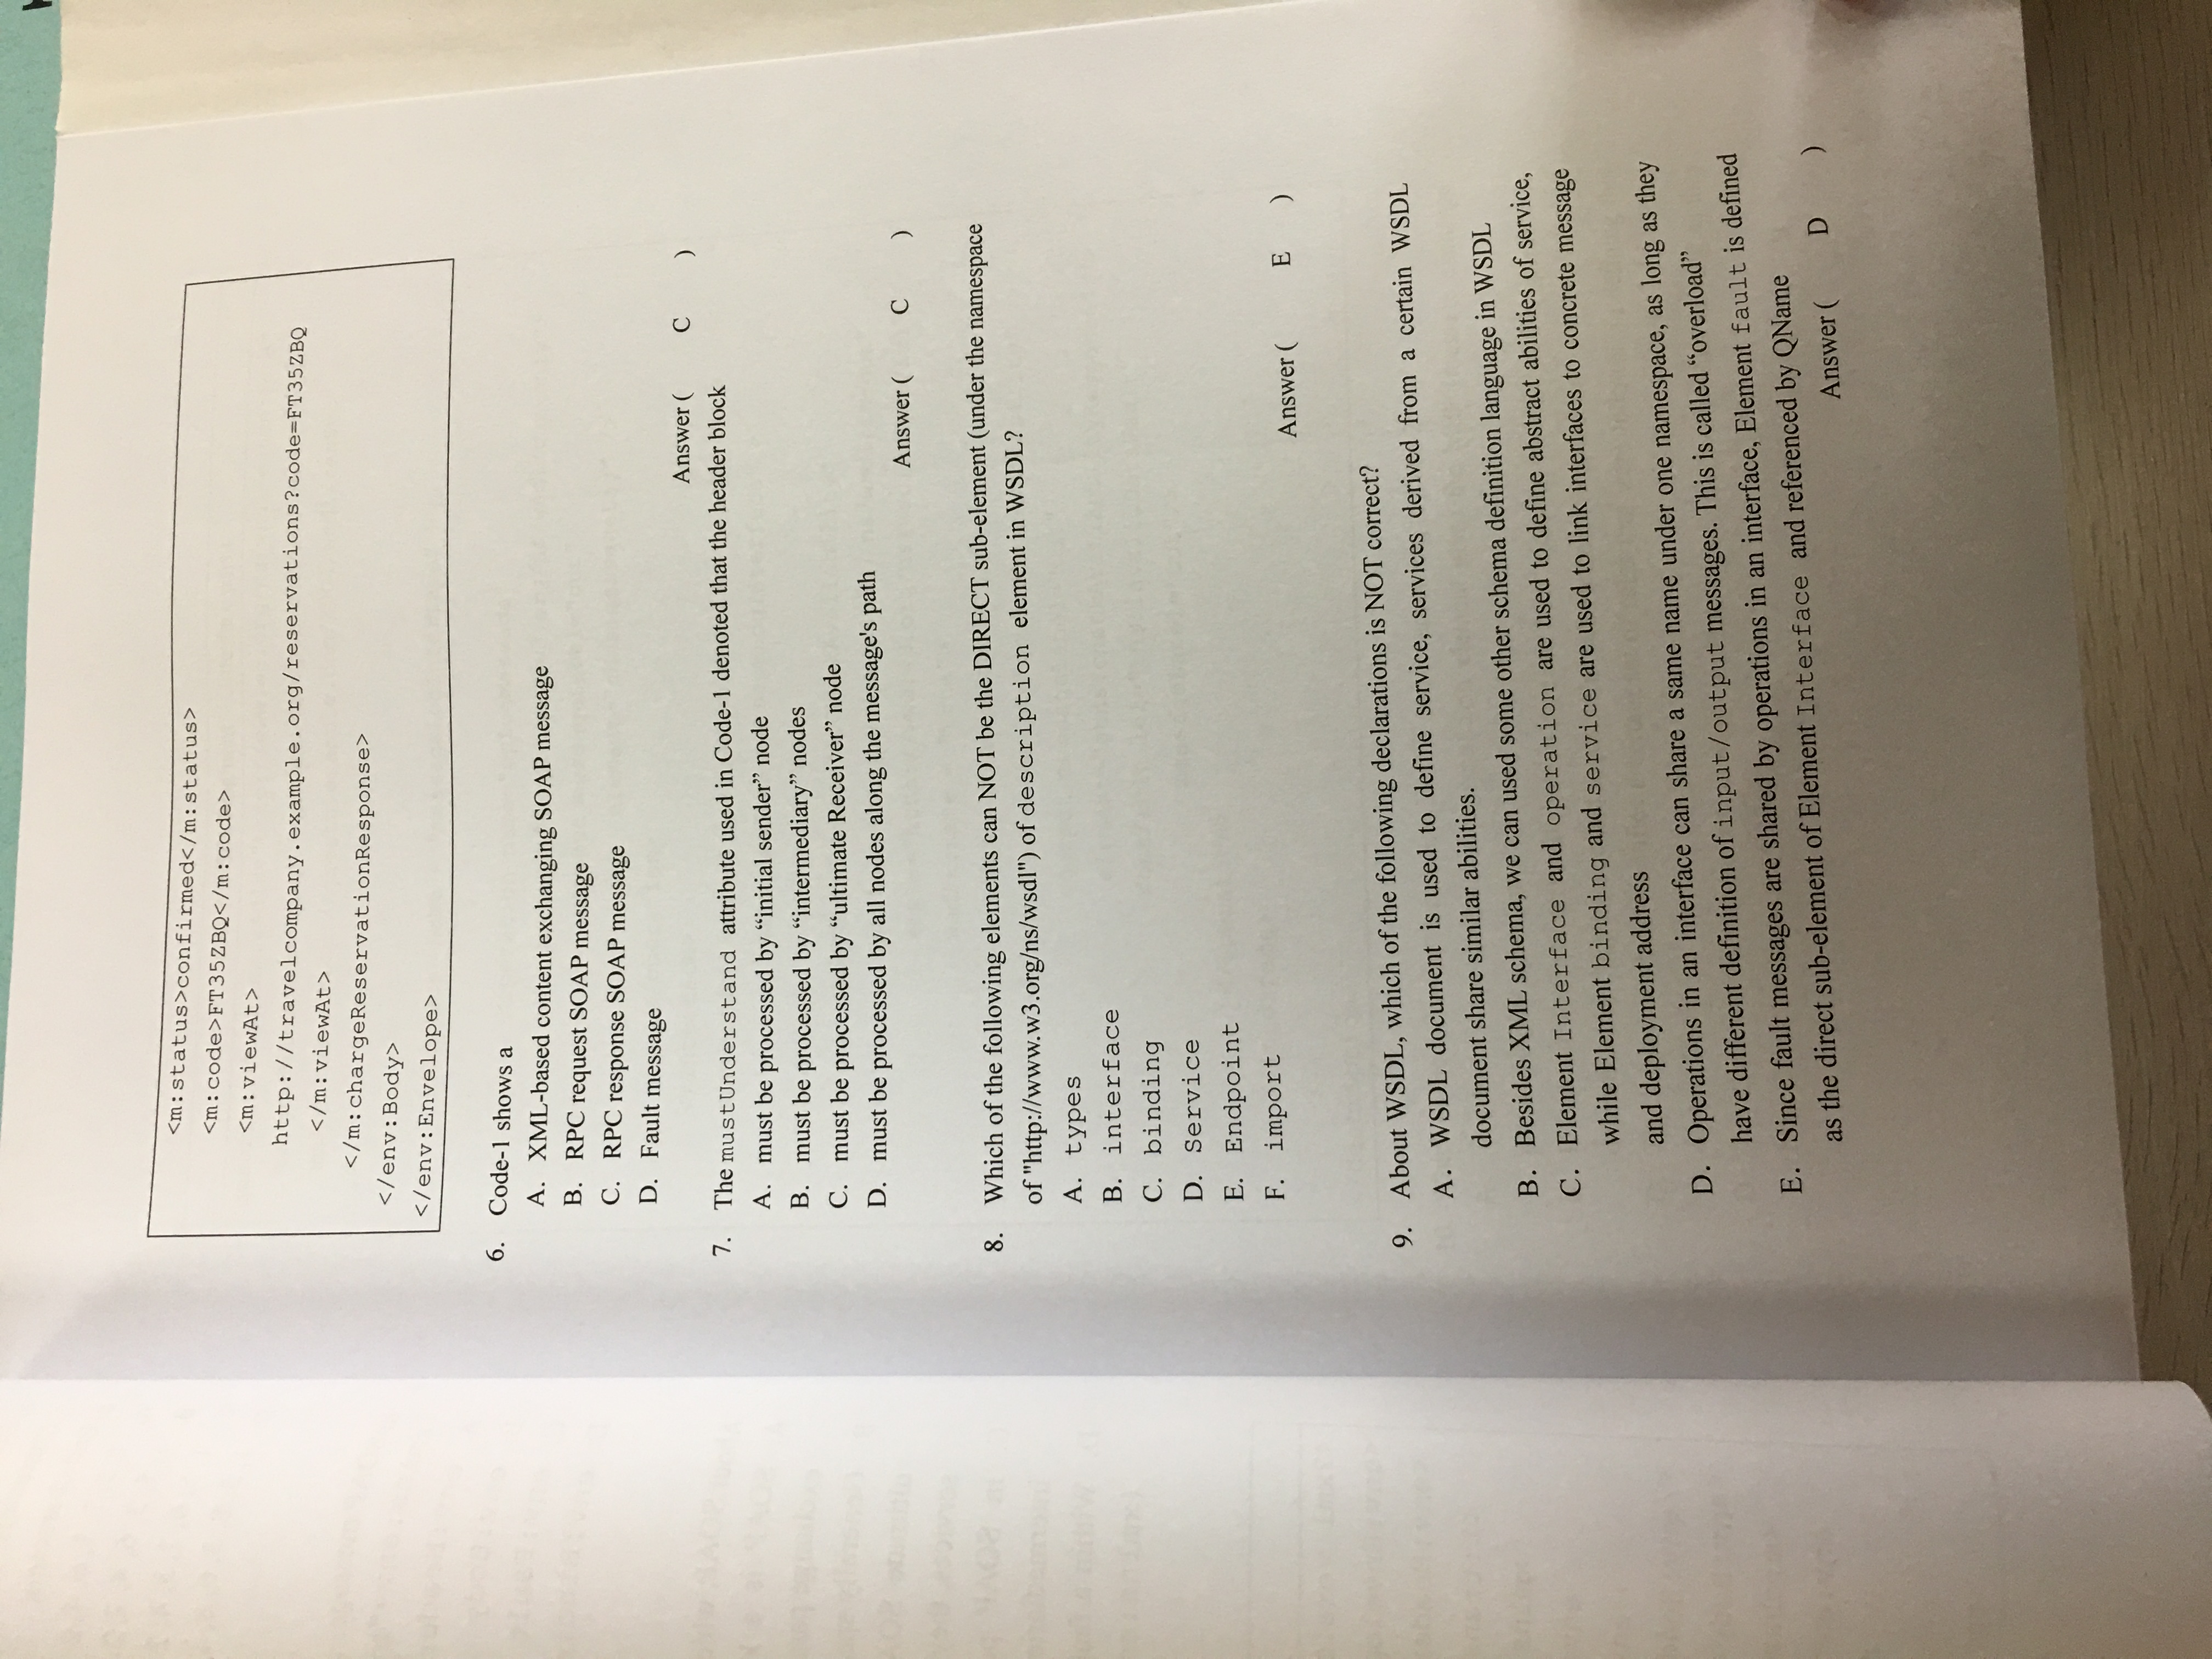 <m:status>confirmed</m:status>
<m:code>FT35ZBQ</m:code>
<m:viewAt>
http://travelcompany.example.org/reservations?code=FT35ZBQ
</m:viewAt>
</m:chargeReservationResponse>
</env:Body>
</env:Envelope>
6. Code-1 shows a
A. XML-based content exchanging SOAP message
B. RPC request SOAP message
C. RPC response SOAP message
D. Fault message
Answer ( C )
7. The mustUnderstand attribute used in Code-1 denoted that the header block
A. must be processed by “initial sender” node
B. must be processed by “intermediary” nodes
C. must be processed by “ultimate Receiver” node
D. must be processed by all nodes along the message's path
Answer ( C )
8. Which of the following elements can NOT be the DIRECT sub-element (under the namespace
of "http://www.w3.org/ns/wsdl") of description element in WSDL?
A. types
B. interface
C. binding
D. Service
E. Endpoint
F. import
Answer ( E )
9. About WSDL, which of the following declarations is NOT correct?
A. WSDL document is used to define service, services derived from a certain WSDL
document share similar abilities.
B. Besides XML schema, we can used some other schema definition language in WSDL
C. Element Interface and operation are used to define abstract abilities of service,
while Element binding and service are used to link interfaces to concrete message
and deployment address
D. Operations in an interface can share a same name under one namespace, as long as they
have different definition of input/output messages. This is called “overload”
E. Since fault messages are shared by operations in an interface, Element fault is defined
as the direct sub-element of Element Interface and referenced by QName
Answer ( D )